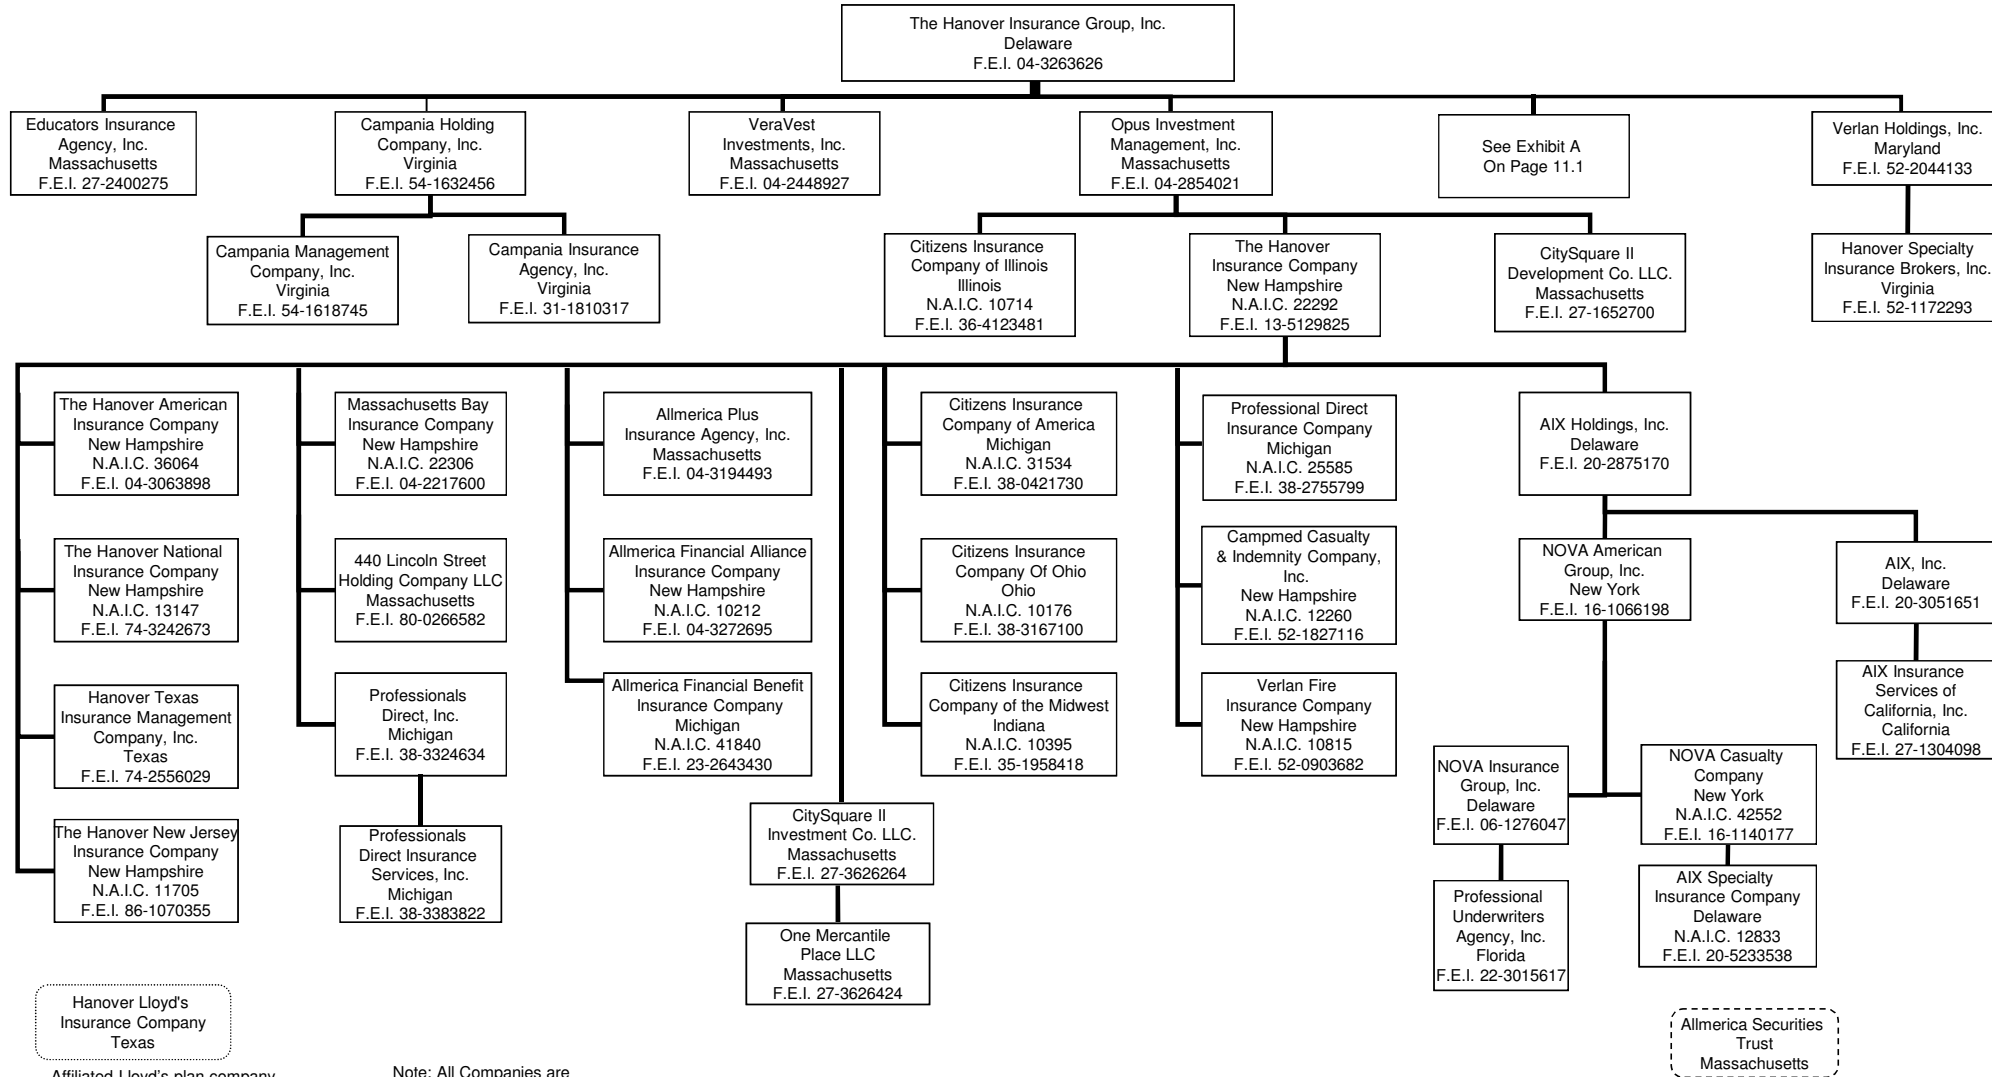 The Hanover Insurance Group, Inc.
Delaware
F.E.I. 04-3263626
Educators Insurance
Agency, Inc.
Massachusetts
F.E.I. 27-2400275
Campania Holding
Company, Inc.
Virginia
F.E.I. 54-1632456
VeraVest
Investments, Inc.
Massachusetts
F.E.I. 04-2448927
Opus Investment
Management, Inc.
Massachusetts
F.E.I. 04-2854021
See Exhibit A
On Page 11.1
Verlan Holdings, Inc.
Maryland
F.E.I. 52-2044133
Campania Management
Company, Inc.
Virginia
F.E.I. 54-1618745
Campania Insurance
Agency, Inc.
Virginia
F.E.I. 31-1810317
Citizens Insurance
Company of Illinois
Illinois
N.A.I.C. 10714
F.E.I. 36-4123481
The Hanover
Insurance Company
New Hampshire
N.A.I.C. 22292
F.E.I. 13-5129825
CitySquare II
Development Co. LLC.
Massachusetts
F.E.I. 27-1652700
Hanover Specialty
Insurance Brokers, Inc.
Virginia
F.E.I. 52-1172293
The Hanover American
Insurance Company
New Hampshire
N.A.I.C. 36064
F.E.I. 04-3063898
Massachusetts Bay
Insurance Company
New Hampshire
N.A.I.C. 22306
F.E.I. 04-2217600
Allmerica Plus
Insurance Agency, Inc.
Massachusetts
F.E.I. 04-3194493
Citizens Insurance
Company of America
Michigan
N.A.I.C. 31534
F.E.I. 38-0421730
Professional Direct
Insurance Company
Michigan
N.A.I.C. 25585
F.E.I. 38-2755799
AIX Holdings, Inc.
Delaware
F.E.I. 20-2875170
The Hanover National
Insurance Company
New Hampshire
N.A.I.C. 13147
F.E.I. 74-3242673
440 Lincoln Street
Holding Company LLC
Massachusetts
F.E.I. 80-0266582
Allmerica Financial Alliance
Insurance Company
New Hampshire
N.A.I.C. 10212
F.E.I. 04-3272695
Citizens Insurance
Company Of Ohio
Ohio
N.A.I.C. 10176
F.E.I. 38-3167100
Campmed Casualty
& Indemnity Company,
Inc.
New Hampshire
N.A.I.C. 12260
F.E.I. 52-1827116
NOVA American
Group, Inc.
New York
F.E.I. 16-1066198
AIX, Inc.
Delaware
F.E.I. 20-3051651
Hanover Texas
Insurance Management
Company, Inc.
Texas
F.E.I. 74-2556029
Professionals
Direct, Inc.
Michigan
F.E.I. 38-3324634
Allmerica Financial Benefit
Insurance Company
Michigan
N.A.I.C. 41840
F.E.I. 23-2643430
Citizens Insurance
Company of the Midwest
Indiana
N.A.I.C. 10395
F.E.I. 35-1958418
Verlan Fire
Insurance Company
New Hampshire
N.A.I.C. 10815
F.E.I. 52-0903682
AIX Insurance
Services of
California, Inc.
California
F.E.I. 27-1304098
NOVA Insurance
Group, Inc.
Delaware
F.E.I. 06-1276047
NOVA Casualty
Company
New York
N.A.I.C. 42552
F.E.I. 16-1140177
The Hanover New Jersey
Insurance Company
New Hampshire
N.A.I.C. 11705
F.E.I. 86-1070355
Professionals
Direct Insurance
Services, Inc.
Michigan
F.E.I. 38-3383822
CitySquare II
Investment Co. LLC.
Massachusetts
F.E.I. 27-3626264
Professional
Underwriters
Agency, Inc.
Florida
F.E.I. 22-3015617
AIX Specialty
Insurance Company
Delaware
N.A.I.C. 12833
F.E.I. 20-5233538
One Mercantile
Place LLC
Massachusetts
F.E.I. 27-3626424
Hanover Lloyd's
Insurance Company
Texas
Allmerica Securities
Trust
Massachusetts
Affiliated Lloyd's plan company
Note: All Companies are